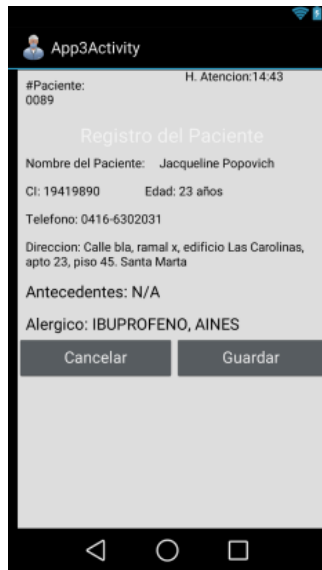 App3Activity
#Paciente: H. Atencion:14:43
0089
Registro del Paciente
Nombre del Paciente: Jacqueline Popovich
CI: 19419890 Edad: 23 años
Telefono: 0416-6302031
Direccion: Calle bla, ramal x, edificio Las Carolinas,
apto 23, piso 45. Santa Marta
Antecedentes: N/A
Alergico: IBUPROFENO, AINES
Cancelar Guardar